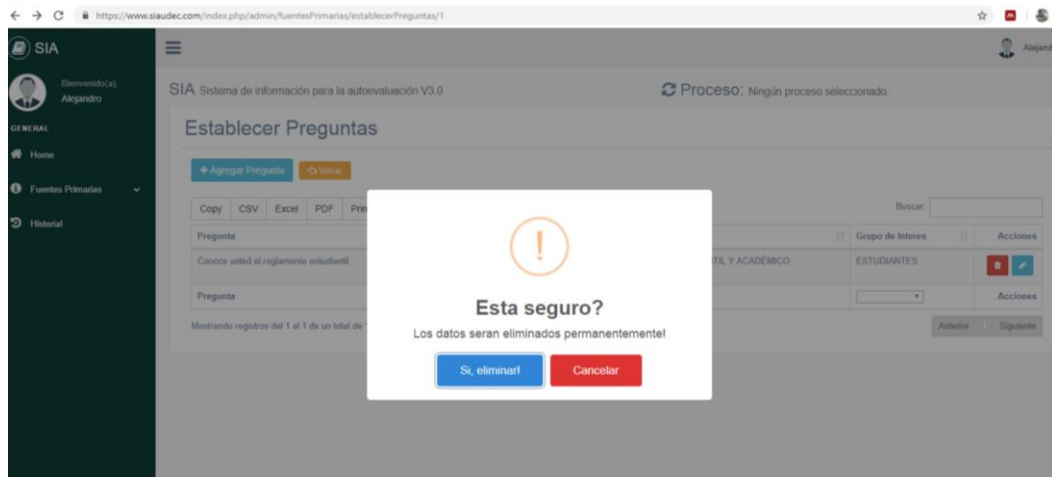 https://www.siaudec.com/index.php/admin/fuentesPrimarias/establecerPreguntas/1
SIA
Alejand
Bienvenido(a),
Alejandro
SIA Sistema de información para la autoevaluación V3.0
Proceso: Ningún proceso seleccionado.
GENERAL
Home
Fuentes Primarias
Historial
Establecer Preguntas
+ Agregar Pregunta
Volver
Copy CSV Excel PDF Prin
Buscar:
Pregunta Grupo de Interes Acciones
Conoce usted el reglamento estudiantil TIL Y ACADÉMICO ESTUDIANTES
Pregunta Acciones
Mostrando registros del 1 al 1 de un total de
Anterior 1 Siguiente
!
Esta seguro?
Los datos seran eliminados permanentemente!
Si, eliminar!
Cancelar